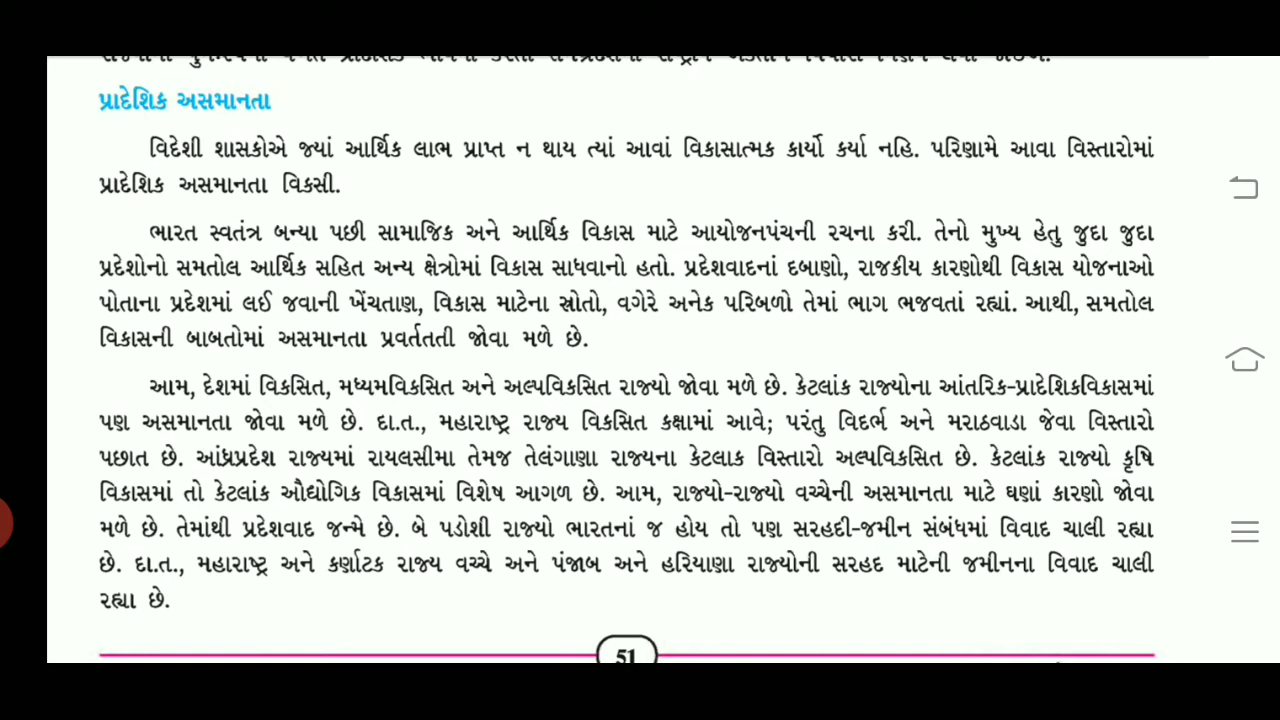 પ્રાદેશિક અસમાનતા
વિદેશી શાસકોએ જ્યાં આર્થિક લાભ પ્રાપ્ત ન થાય ત્યાં આવાં વિકાસાત્મક કાર્યો કર્યા નહિ. પરિણામે આવા વિસ્તારોમાં
પ્રાદેશિક અસમાનતા વિકસી.
ભારત સ્વતંત્ર બન્યા પછી સામાજિક અને આર્થિક વિકાસ માટે આયોજનપંચની રચના કરી. તેનો મુખ્ય હેતુ જુદા જુદા
પ્રદેશોનો સમતોલ આર્થિક સહિત અન્ય ક્ષેત્રોમાં વિકાસ સાધવાનો હતો. પ્રદેશવાદનાં દબાણો, રાજકીય કારણોથી વિકાસ યોજનાઓ
પોતાના પ્રદેશમાં લઈ જવાની ખેંચતાણ, વિકાસ માટેના સ્રોતો, વગેરે અનેક પરિબળો તેમાં ભાગ ભજવતાં રહ્યાં. આથી, સમતોલ
વિકાસની બાબતોમાં અસમાનતા પ્રવર્તતતી જોવા મળે છે.
આમ, દેશમાં વિકસિત, મધ્યમવિકસિત અને અલ્પવિકસિત રાજ્યો જોવા મળે છે. કેટલાંક રાજ્યોના આંતરિક-પ્રાદેશિકવિકાસમાં
પણ અસમાનતા જોવા મળે છે. દા.ત., મહારાષ્ટ્ર રાજ્ય વિકસિત કક્ષામાં આવે; પરંતુ વિદર્ભ અને મરાઠવાડા જેવા વિસ્તારો
પછાત છે. આંધ્રપ્રદેશ રાજ્યમાં રાયલસીમા તેમજ તેલંગાણા રાજ્યના કેટલાક વિસ્તારો અલ્પવિકસિત છે. કેટલાંક રાજ્યો કૃષિ
વિકાસમાં તો કેટલાંક ઔદ્યોગિક વિકાસમાં વિશેષ આગળ છે. આમ, રાજ્યો-રાજ્યો વચ્ચેની અસમાનતા માટે ઘણાં કારણો જોવા
મળે છે. તેમાંથી પ્રદેશવાદ જન્મે છે. બે પડોશી રાજ્યો ભારતનાં જ હોય તો પણ સરહદી-જમીન સંબંધમાં વિવાદ ચાલી રહ્યા
છે. દા.ત., મહારાષ્ટ્ર અને કર્ણાટક રાજ્ય વચ્ચે અને પંજાબ અને હરિયાણા રાજ્યોની સરહદ માટેની જમીનના વિવાદ ચાલી
રહ્યા છે.
51